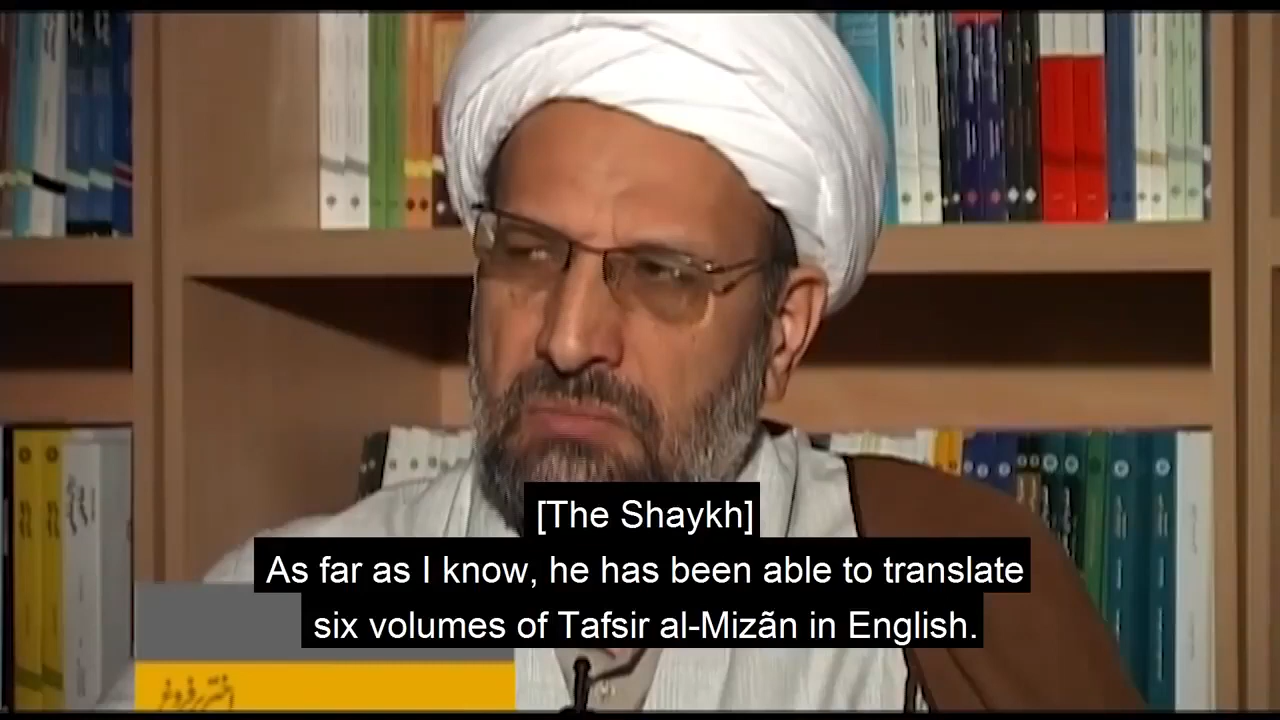 [The Shaykh]
As far as I know, he has been able to translate
six volumes of Tafsir al-Mizãn in English.